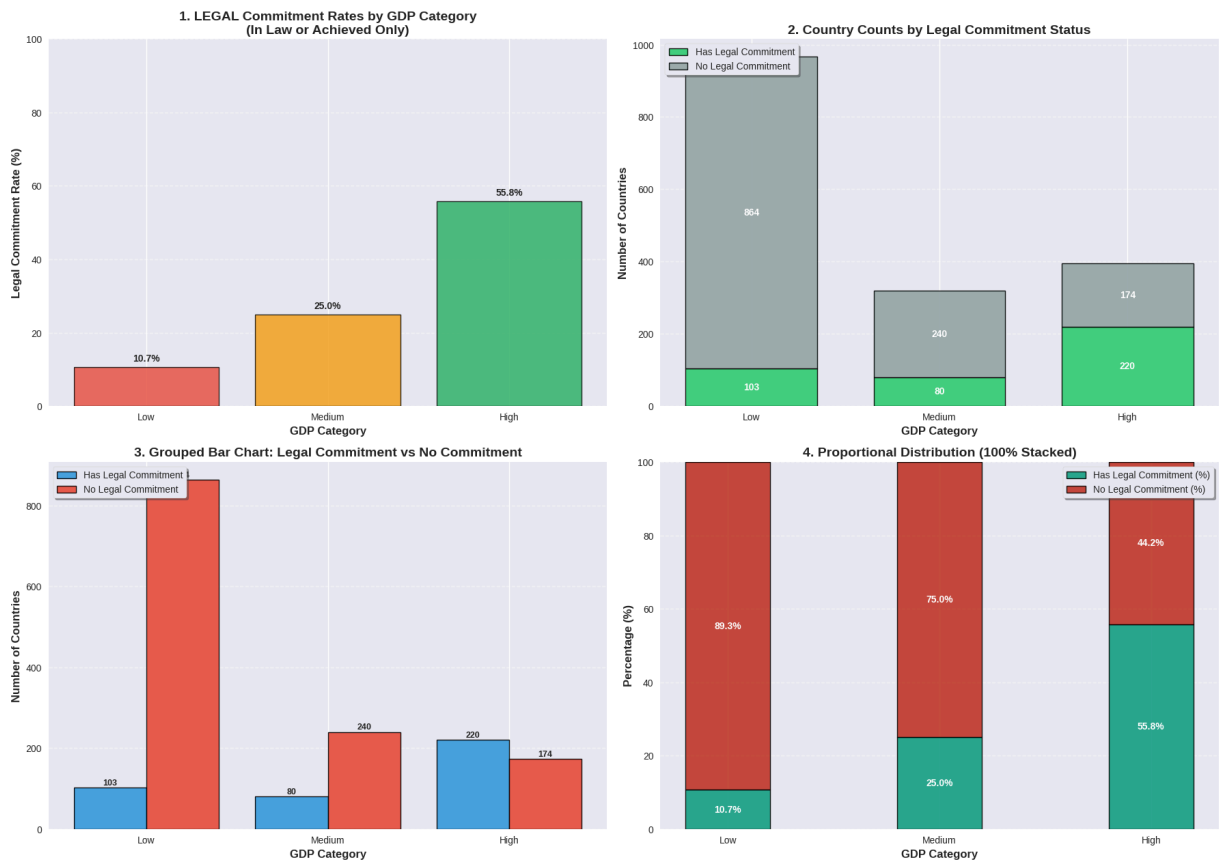 1. LEGAL Commitment Rates by GDP Category
(In Law or Achieved Only)
Legal Commitment Rate (%)
100
80
60
40
20
0
10.7%
25.0%
55.8%
Low
Medium
High
GDP Category
2. Country Counts by Legal Commitment Status
Has Legal Commitment
No Legal Commitment
Number of Countries
1000
800
600
400
200
0
864
103
240
80
174
220
Low
Medium
High
GDP Category
3. Grouped Bar Chart: Legal Commitment vs No Commitment
Has Legal Commitment
No Legal Commitment
Number of Countries
800
600
400
200
0
103
80
240
220
174
Low
Medium
High
GDP Category
4. Proportional Distribution (100% Stacked)
Has Legal Commitment (%)
No Legal Commitment (%)
Percentage (%)
100
80
60
40
20
0
89.3%
10.7%
75.0%
25.0%
44.2%
55.8%
Low
Medium
High
GDP Category